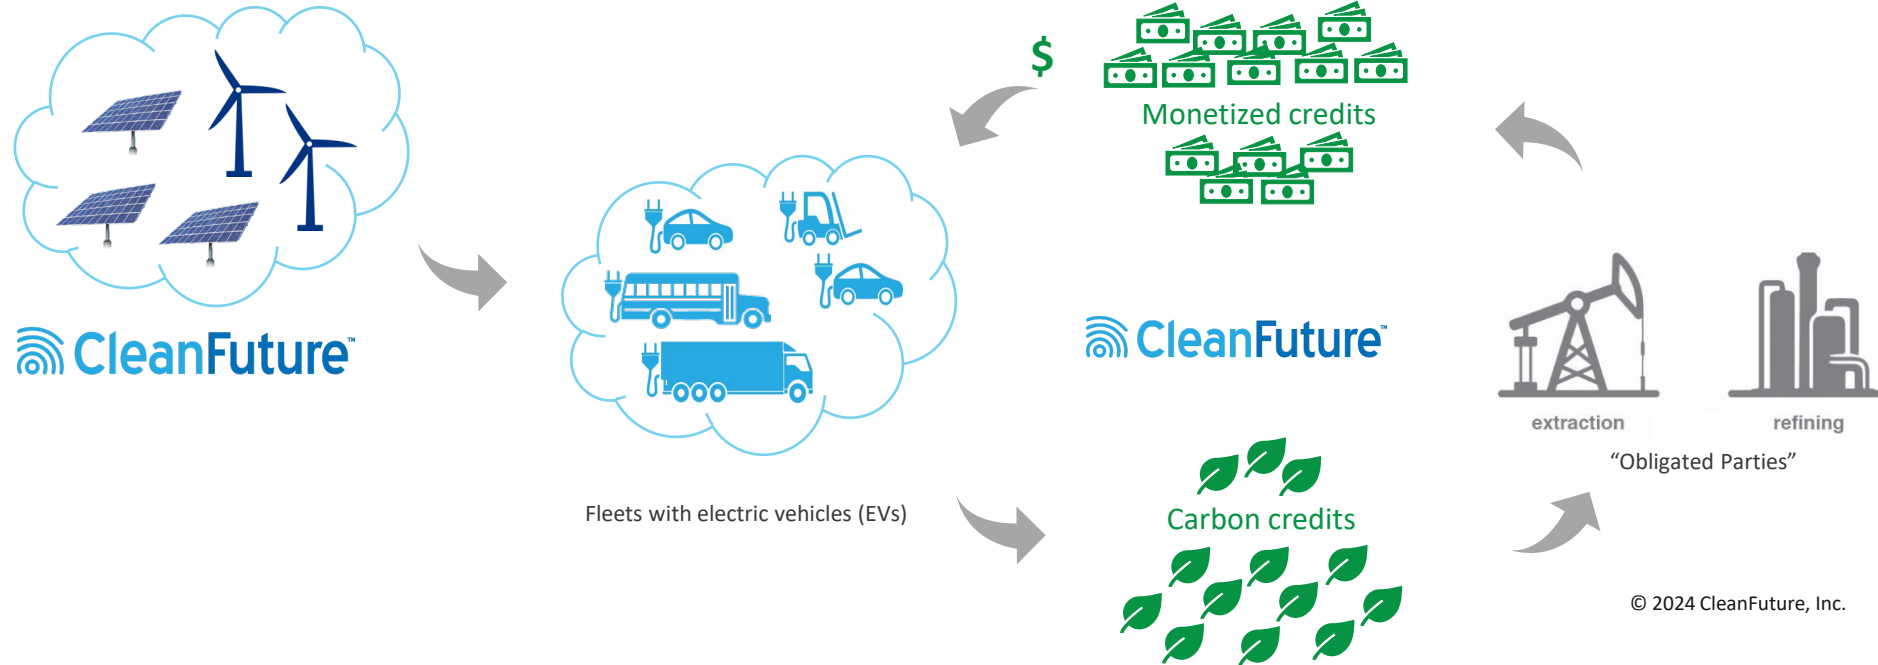 $
Monetized credits
CleanFuture™
CleanFuture™
extraction
refining
“Obligated Parties”
Fleets with electric vehicles (EVs)
Carbon credits
© 2024 CleanFuture, Inc.